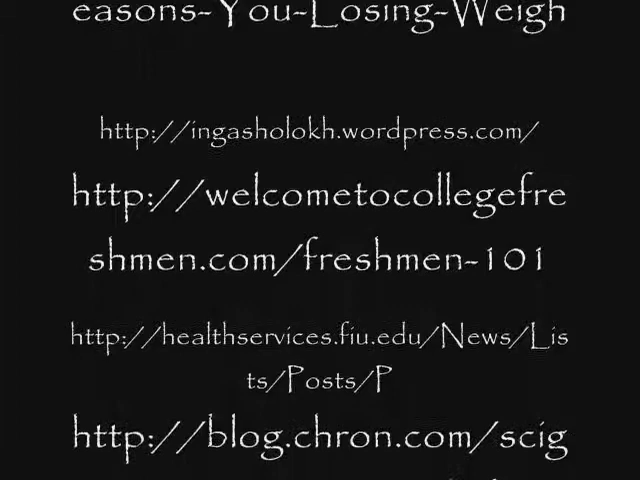 easons-You-Losing-Weigh
http://ingasholokh.wordpress.com/
http://welcometocollegefre
shmen.com/freshmen-101
http://healthservices.fiu.edu/News/Lis
ts/Posts/P
http://blog.chron.com/scig